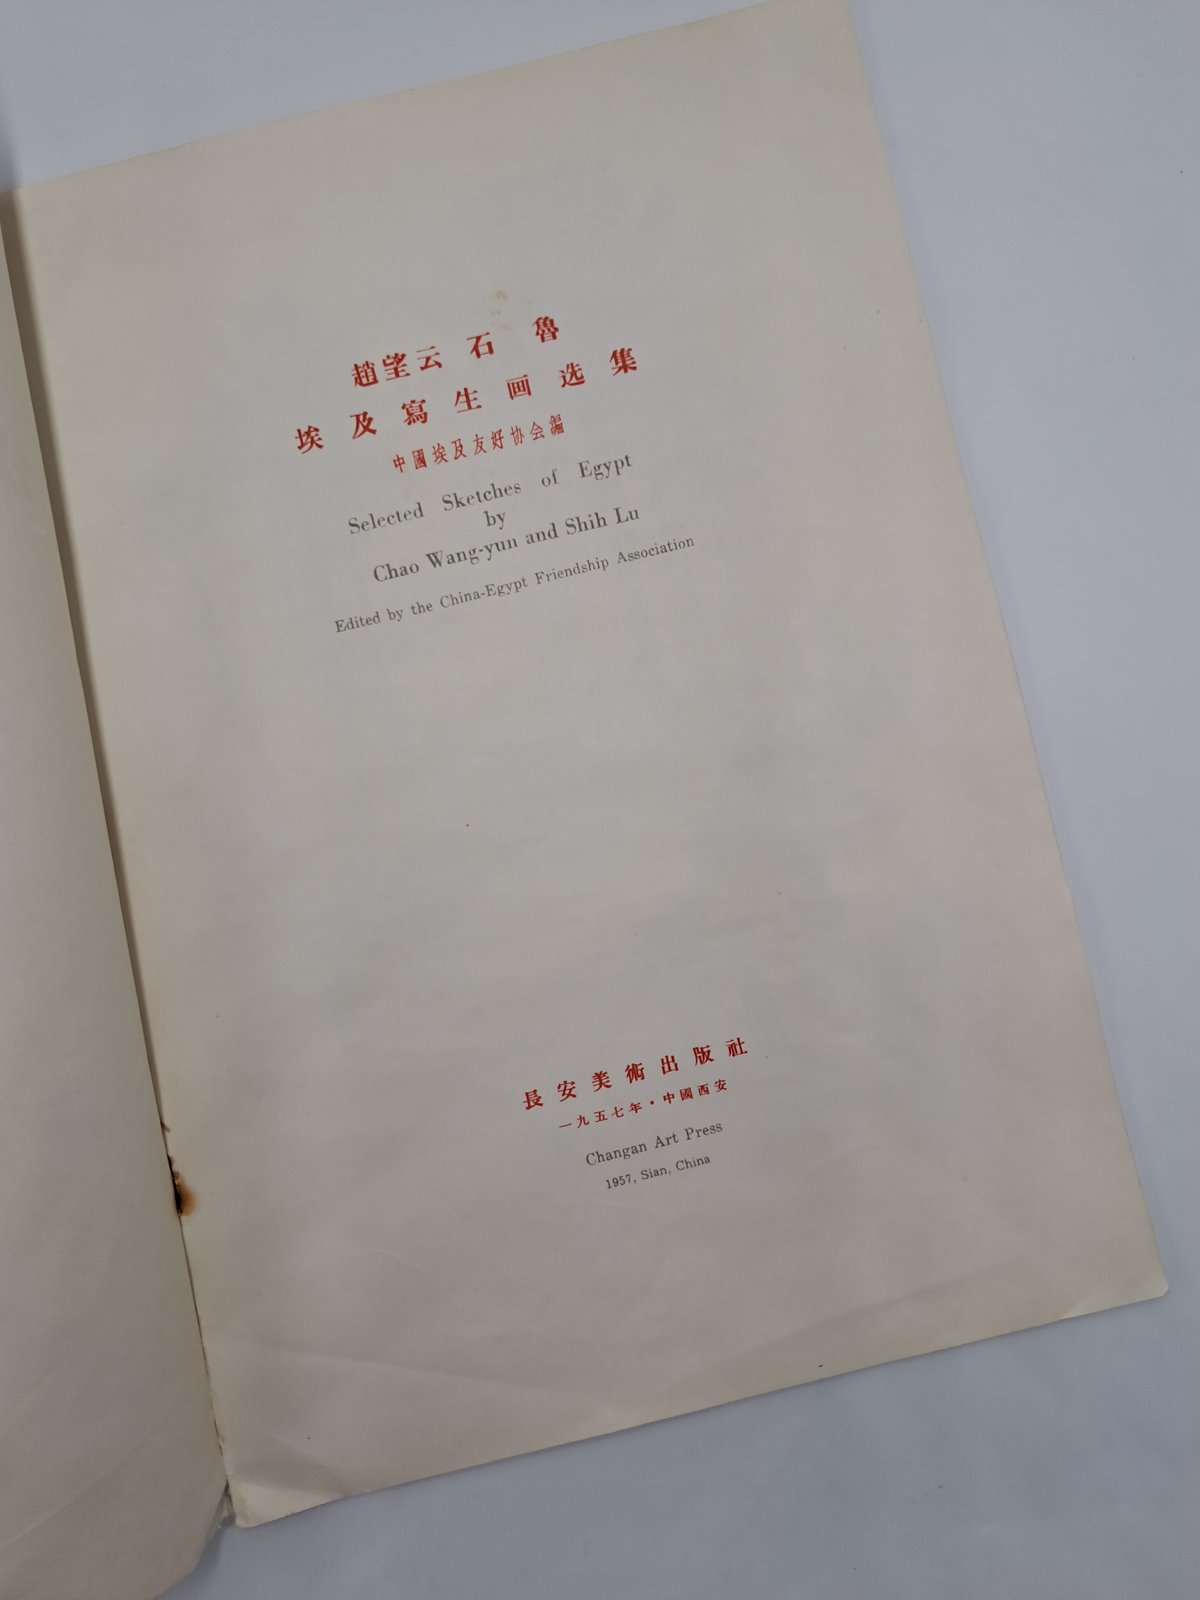 趙望云 石 魯
埃及寫生画选集
中國埃及友好协会編
Selected Sketches of Egypt
by
Chao Wang-yun and Shih Lu
Edited by the China-Egypt Friendship Association
長安美術出版社
一九五七年·中國西安
Changan Art Press
1957, Sian, China